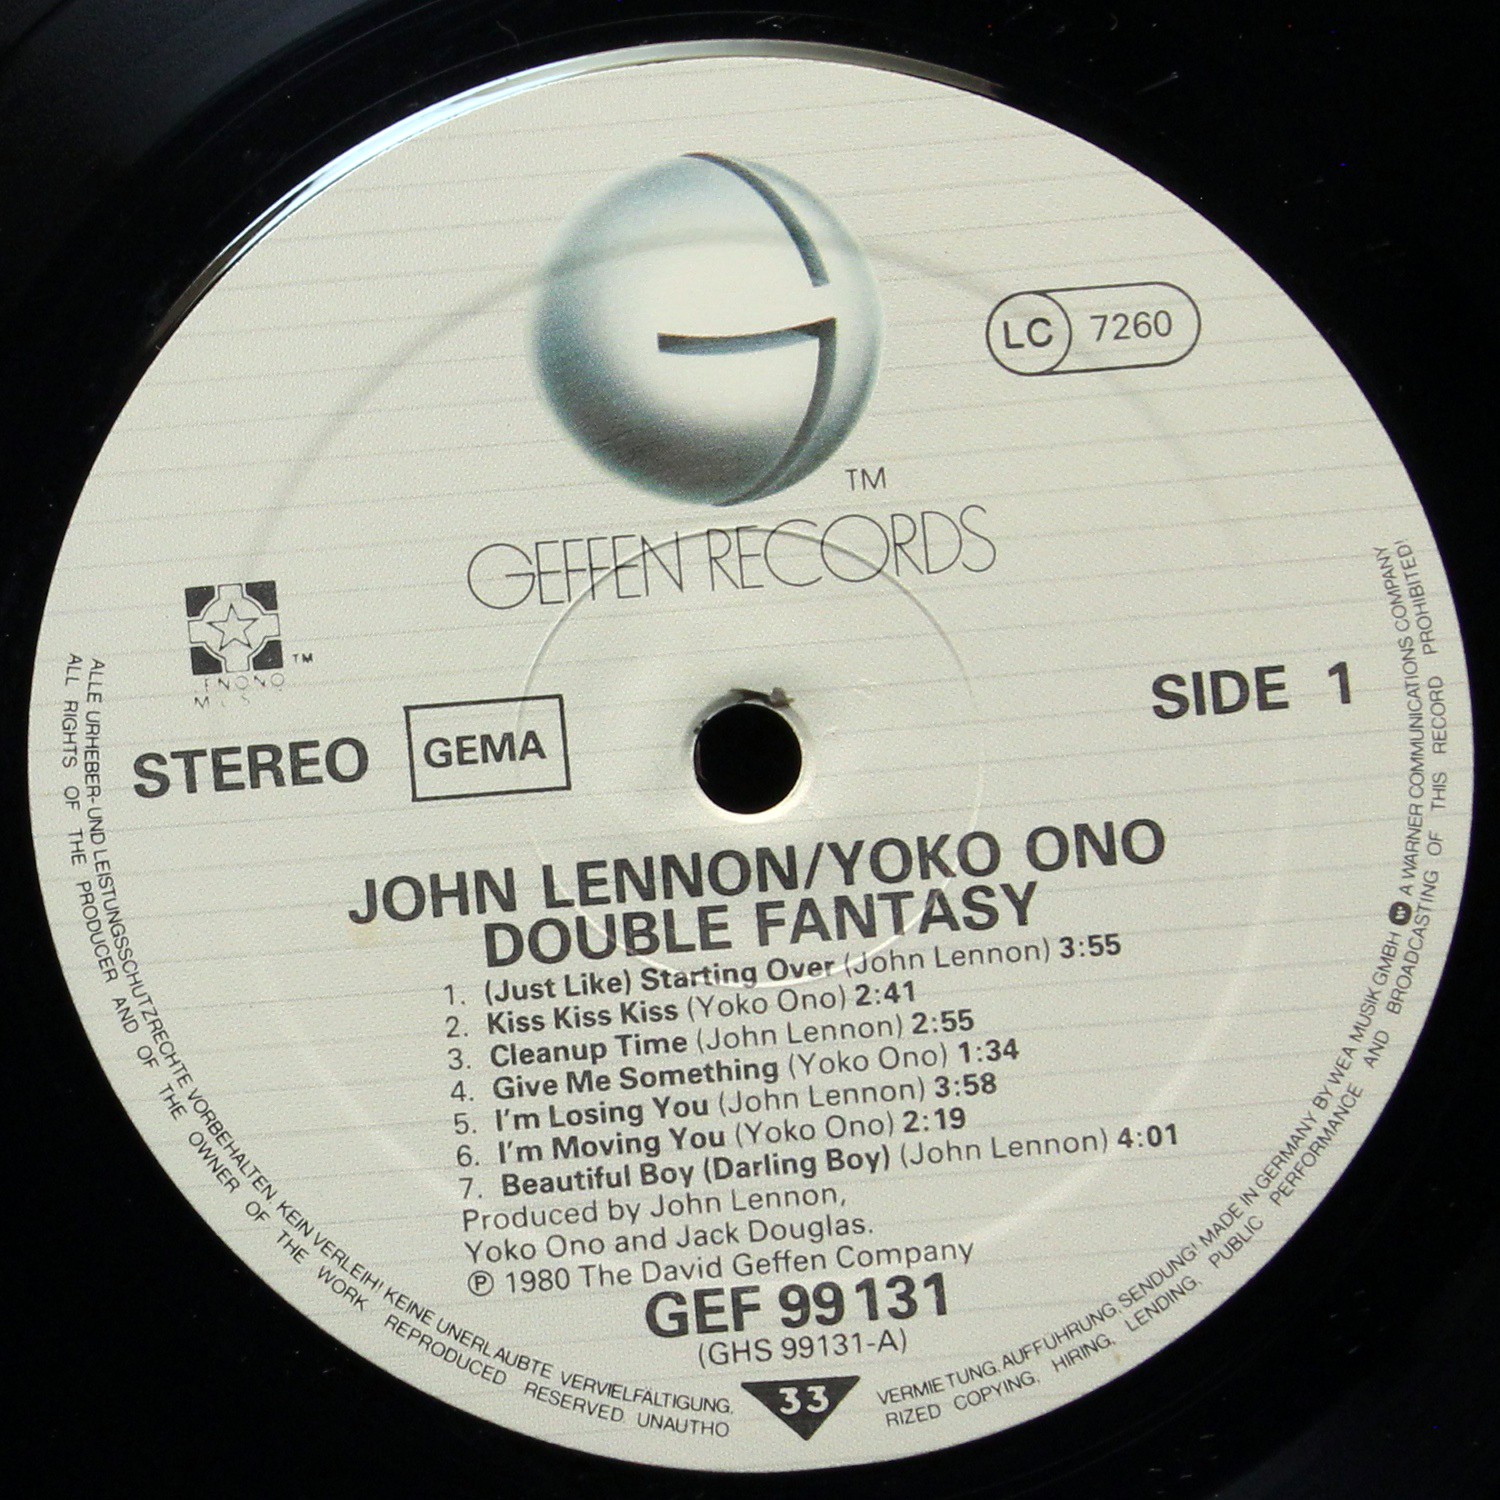 TM
GEFFEN RECORDS
LC 7260
TM
STEREO GEMA
SIDE 1
JOHN LENNON/YOKO ONO
DOUBLE FANTASY
1. (Just Like) Starting Over (John Lennon) 3:55
2. Kiss Kiss Kiss (Yoko Ono) 2:41
3. Cleanup Time (John Lennon) 2:55
4. Give Me Something (Yoko Ono) 1:34
5. I'm Losing You (John Lennon) 3:58
6. I'm Moving You (Yoko Ono) 2:19
7. Beautiful Boy (Darling Boy) (John Lennon) 4:01
Produced by John Lennon,
Yoko Ono and Jack Douglas.
℗ 1980 The David Geffen Company
GEF 99131
(GHS 99131-A)
33
ALLE URHEBER- UND LEISTUNGSSCHUTZRECHTE VORBEHALTEN. KEIN VERLEIH! KEINE UNERLAUBTE VERVIELFÄLTIGUNG, VERMIETUNG, AUFFÜHRUNG, SENDUNG! MADE IN GERMANY BY WEA MUSIK GMBH A WARNER COMMUNICATIONS COMPANY
ALL RIGHTS OF THE PRODUCER AND OF THE OWNER OF THE WORK REPRODUCED RESERVED. UNAUTHO RIZED COPYING, HIRING, LENDING, PUBLIC PERFORMANCE AND BROADCASTING OF THIS RECORD PROHIBITED!